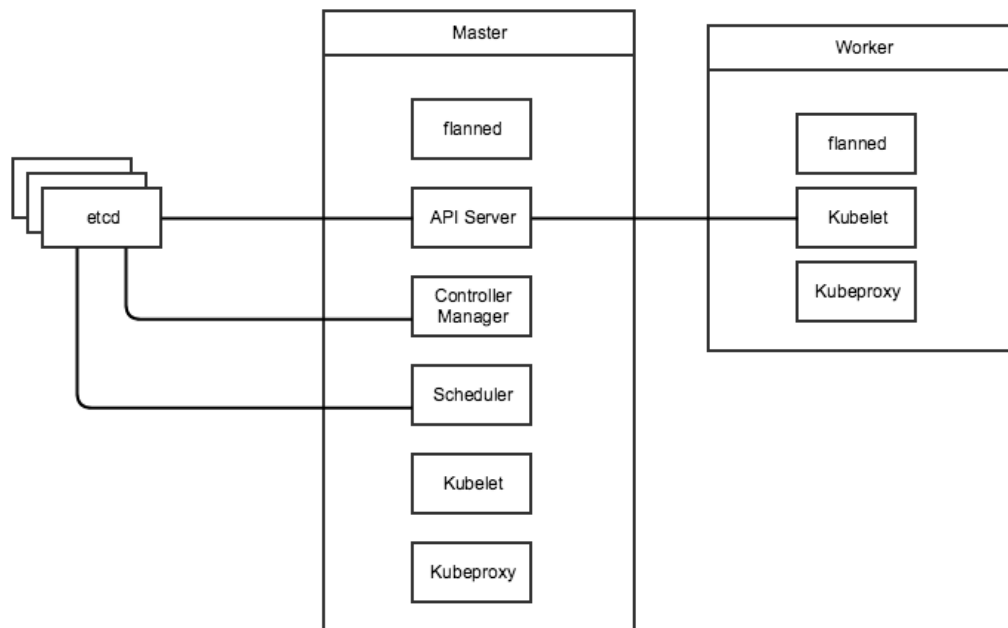 Master
Worker
flanned
flanned
etcd
API Server
Kubelet
Controller
Manager
Kubeproxy
Scheduler
Kubelet
Kubeproxy